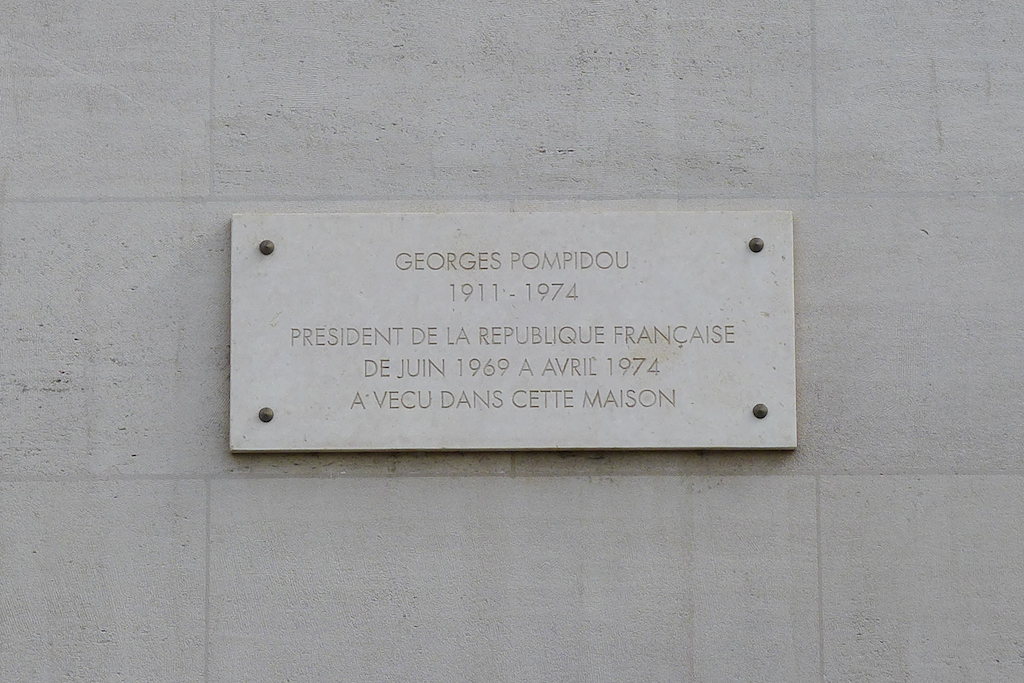 GEORGES POMPIDOU
1911 - 1974
PRESIDENT DE LA REPUBLIQUE FRANÇAISE
DE JUIN 1969 A AVRIL 1974
A VECU DANS CETTE MAISON